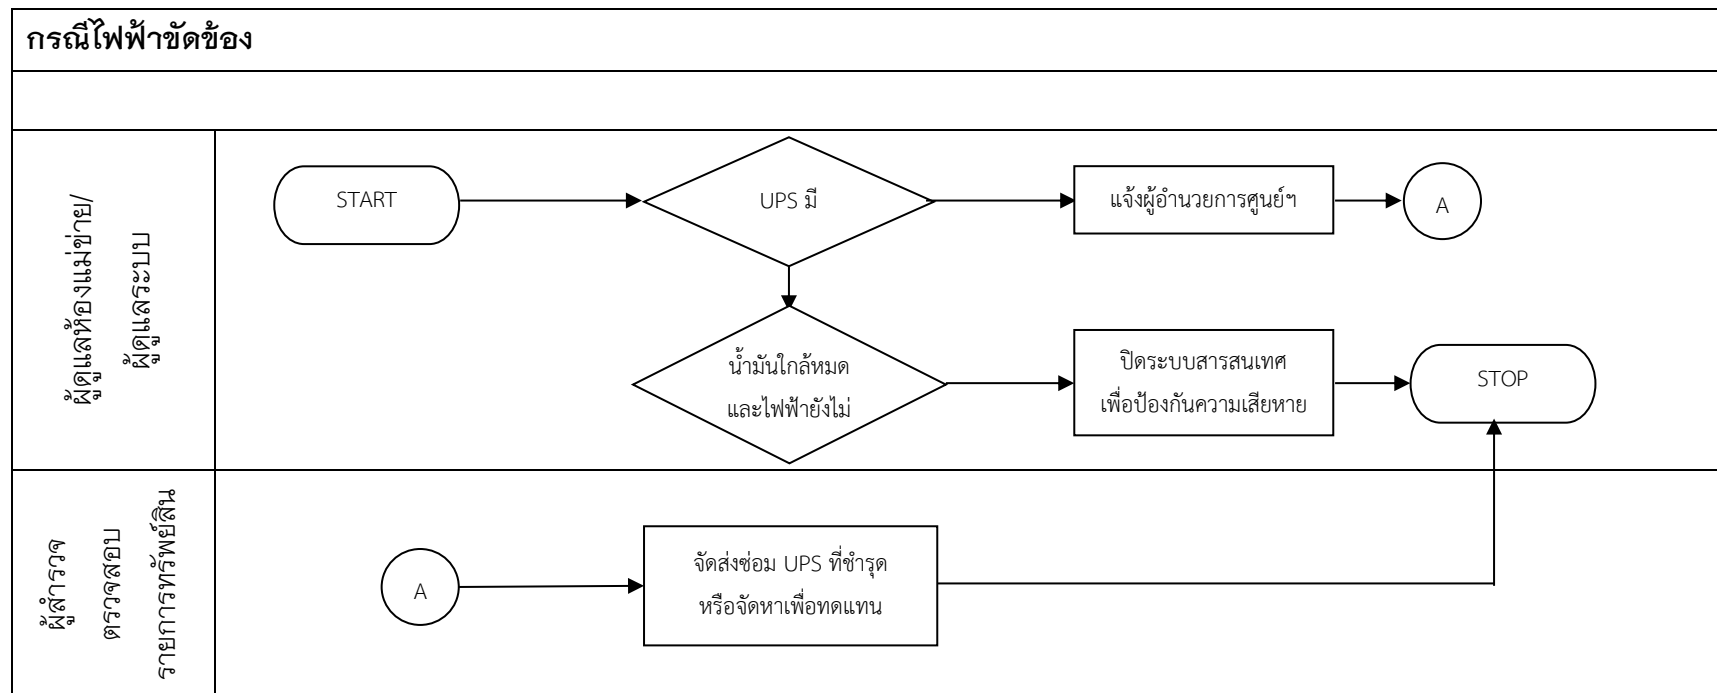 กรณีไฟฟ้าขัดข้อง
ผู้ดูแลห้องแม่ข่าย/
ผู้ดูแลระบบ
START
UPS มี
แจ้งผู้อำนวยการศูนย์ฯ
A
น้ำมันใกล้หมด
และไฟฟ้ายังไม่
ปิดระบบสารสนเทศ
เพื่อป้องกันความเสียหาย
STOP
ผู้สำรวจ
ตรวจสอบ
รายการทรัพย์สิน
A
จัดส่งซ่อม UPS ที่ชำรุด
หรือจัดหาเพื่อทดแทน